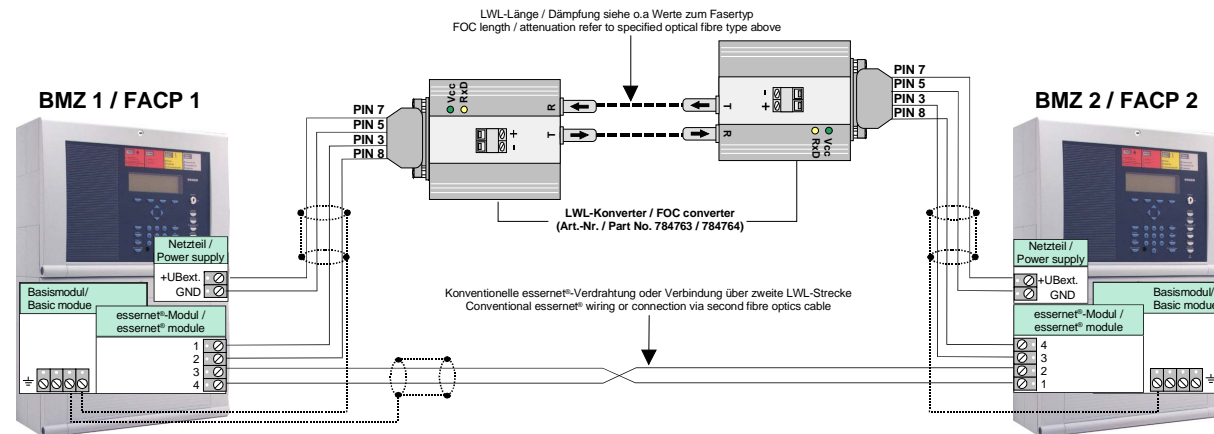 LWL-Länge / Dämpfung siehe o.a Werte zum Fasertyp
FOC length / attenuation refer to specified optical fibre type above
BMZ 1 / FACP 1
BMZ 2 / FACP 2
PIN 7
PIN 5
PIN 3
PIN 8
Vcc
RxD
R
T
+
-
PIN 7
PIN 5
PIN 3
PIN 8
-
+
T
R
RxD
Vcc
LWL-Konverter / FOC converter
(Art.-Nr. / Part No. 784763 / 784764)
Netzteil /
Power supply
+UBext.
GND
Basismodul/
Basic modue
essernet®-Modul /
essernet® module
1
2
3
4
Konventionelle essernet®-Verdrahtung oder Verbindung über zweite LWL-Strecke
Conventional essernet® wiring or connection via second fibre optics cable
Netzteil /
Power supply
+UBext.
GND
Basismodul/
Basic modue
essernet®-Modul /
essernet® module
4
3
2
1